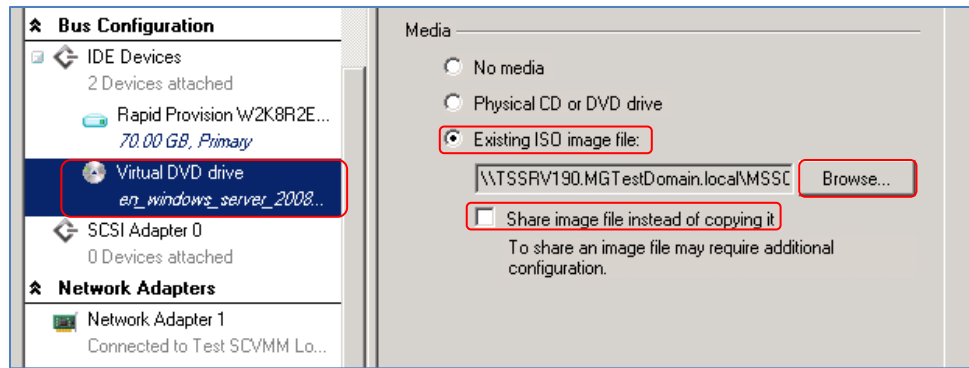 Bus Configuration
IDE Devices
2 Devices attached
Rapid Provision W2K8R2E...
70.00 GB, Primary
Virtual DVD drive
en_windows_server_2008...
SCSI Adapter 0
0 Devices attached
Network Adapters
Network Adapter 1
Connected to Test SCVMM Lo...
Media
No media
Physical CD or DVD drive
Existing ISO image file:
\\TSSRV190.MGTestDomain.local\MSSC
Browse...
Share image file instead of copying it
To share an image file may require additional
configuration.